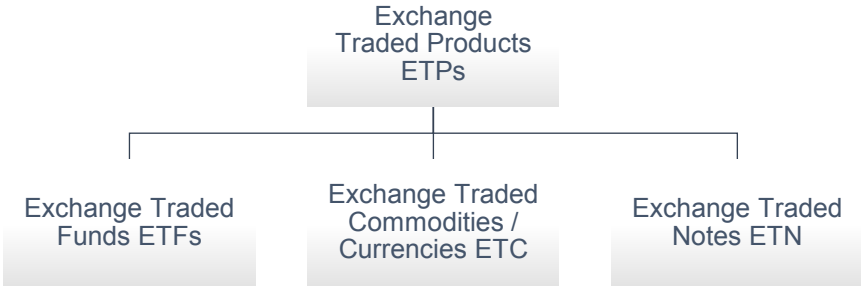 Exchange
Traded Products
ETPs
Exchange Traded
Funds ETFs
Exchange Traded
Commodities /
Currencies ETC
Exchange Traded
Notes ETN